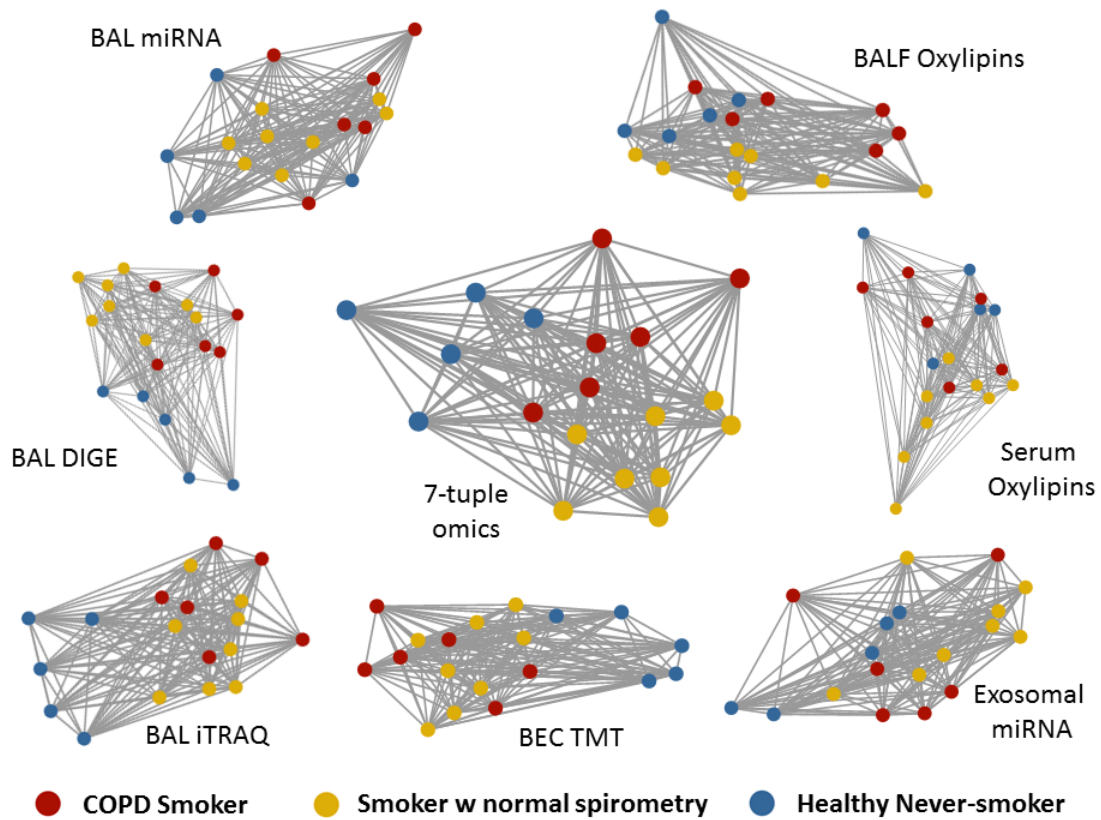 BAL miRNA
BALF Oxylipins
BAL DIGE
7-tuple
omics
Serum
Oxylipins
BAL iTRAQ
BEC TMT
Exosomal
miRNA
COPD Smoker
Smoker w normal spirometry
Healthy Never-smoker